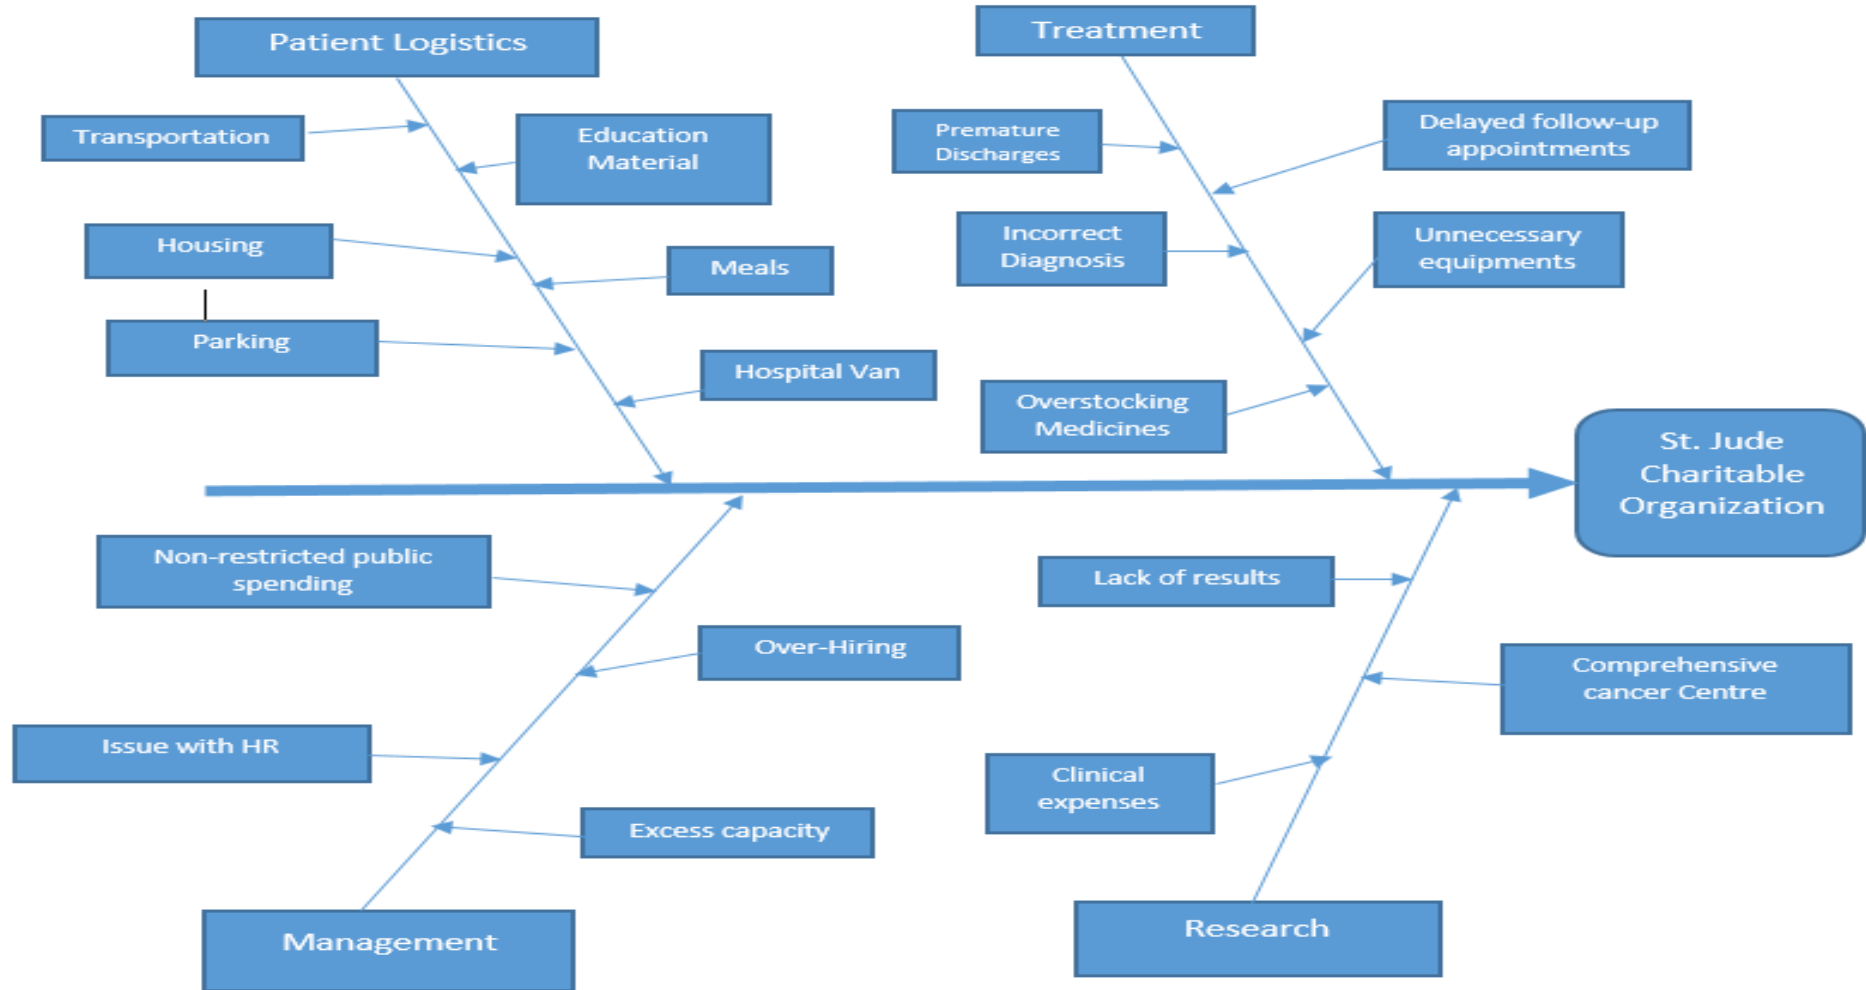 Patient Logistics
Treatment
Transportation
Education
Material
Premature
Discharges
Delayed follow-up
appointments
Housing
Meals
Incorrect
Diagnosis
Unnecessary
equipments
Parking
Hospital Van
Overstocking
Medicines
St. Jude
Charitable
Organization
Non-restricted public
spending
Lack of results
Over-Hiring
Comprehensive
cancer Centre
Issue with HR
Clinical
expenses
Excess capacity
Management
Research